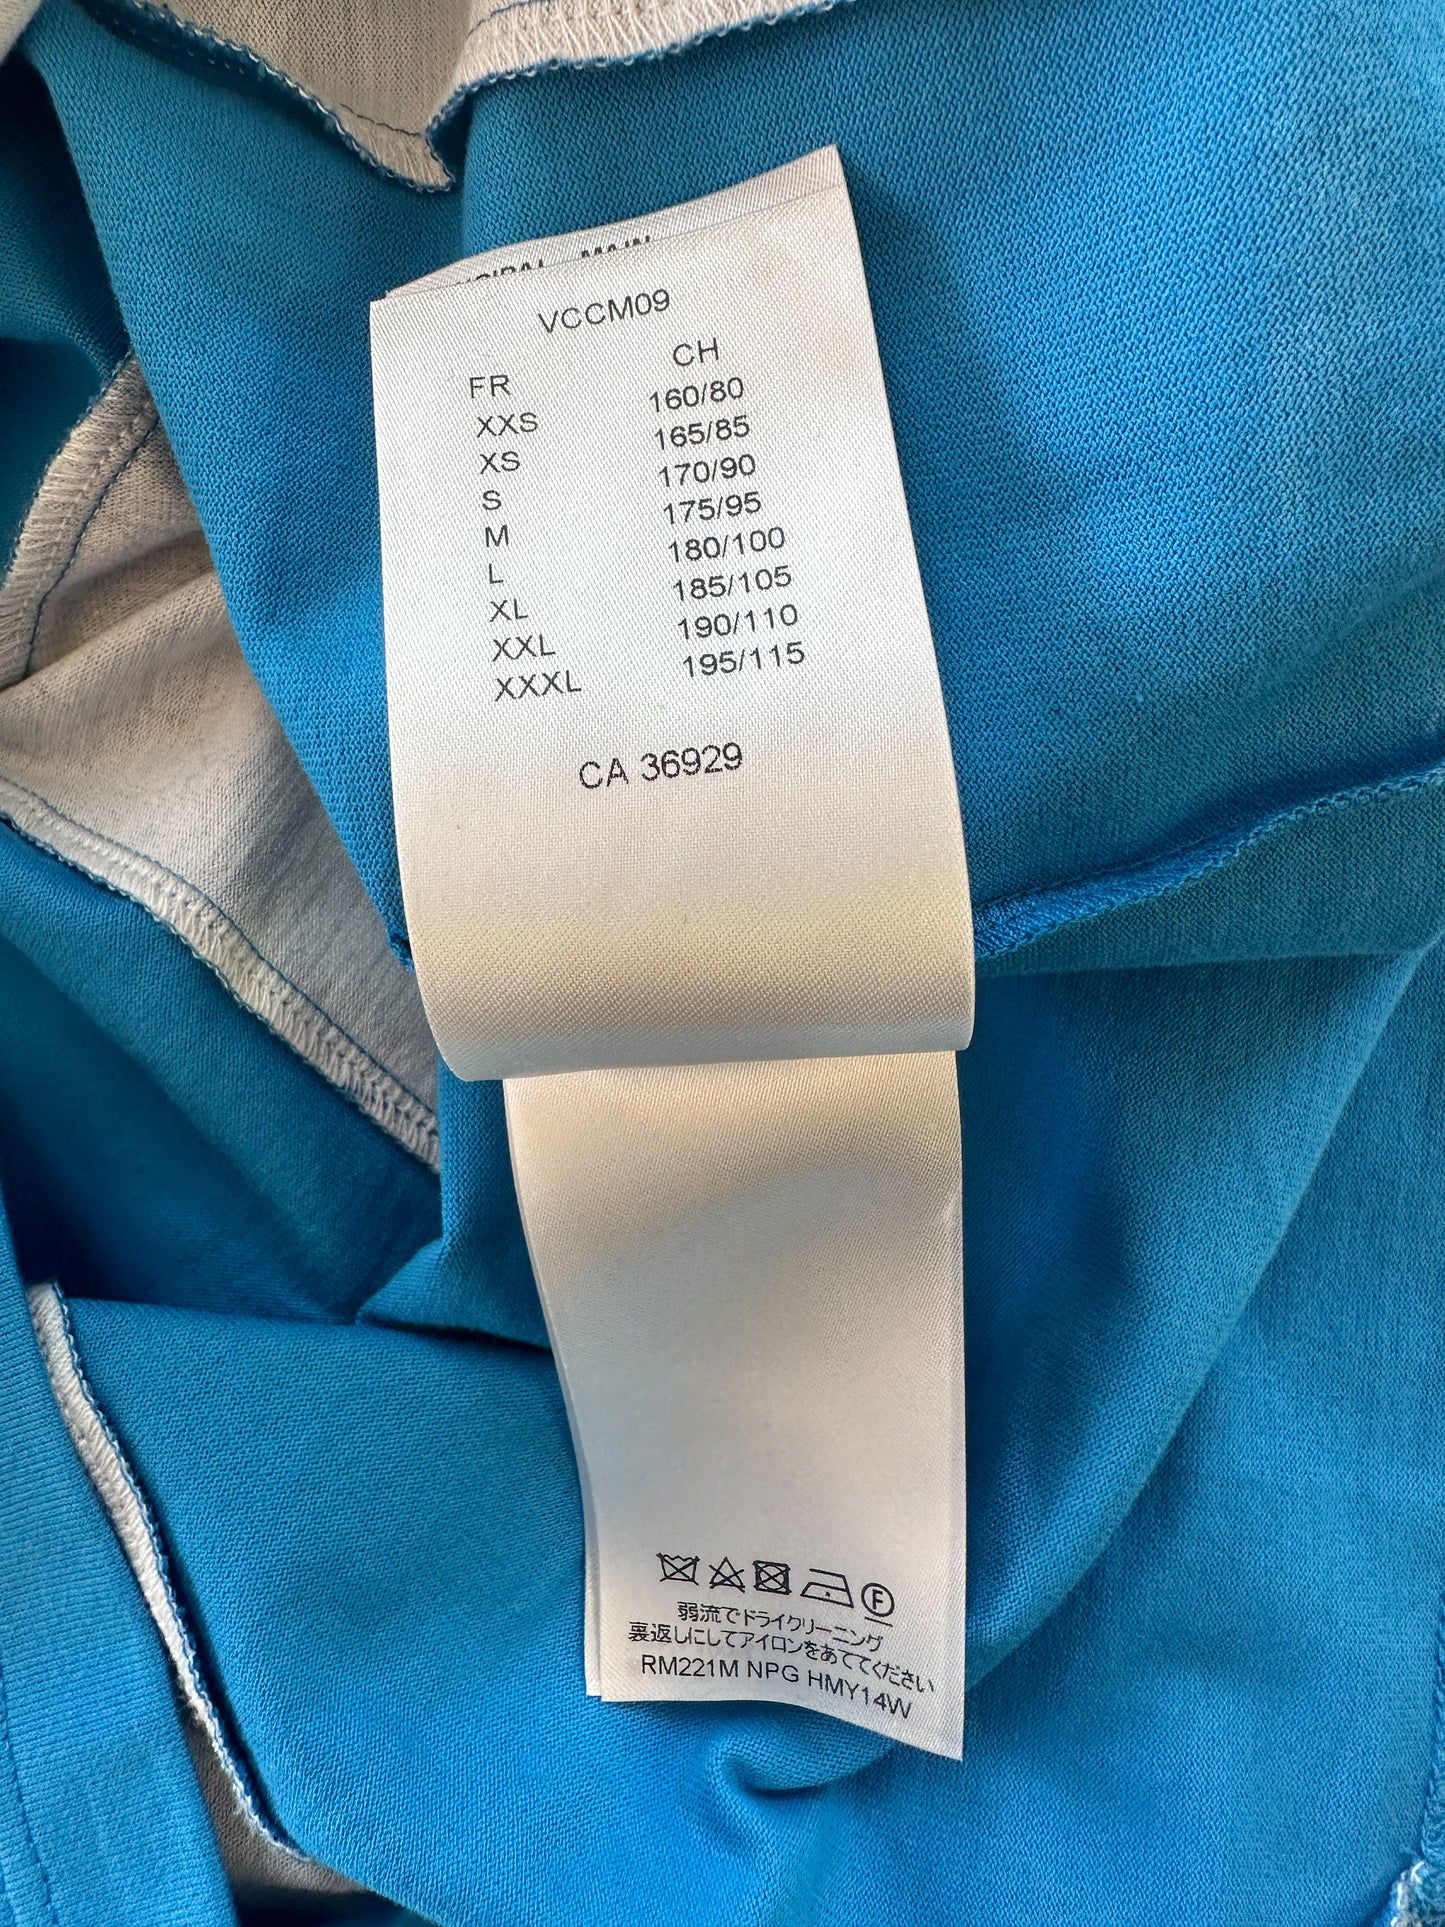 MAIN
VCCM09
FR CH
XXS 160/80
XS 165/85
S 170/90
M 175/95
L 180/100
XL 185/105
XXL 190/110
XXXL 195/115
CA 36929
F
弱流でドライクリーニング
裏返しにしてアイロンをあててください
RM221M NPG HMY14W